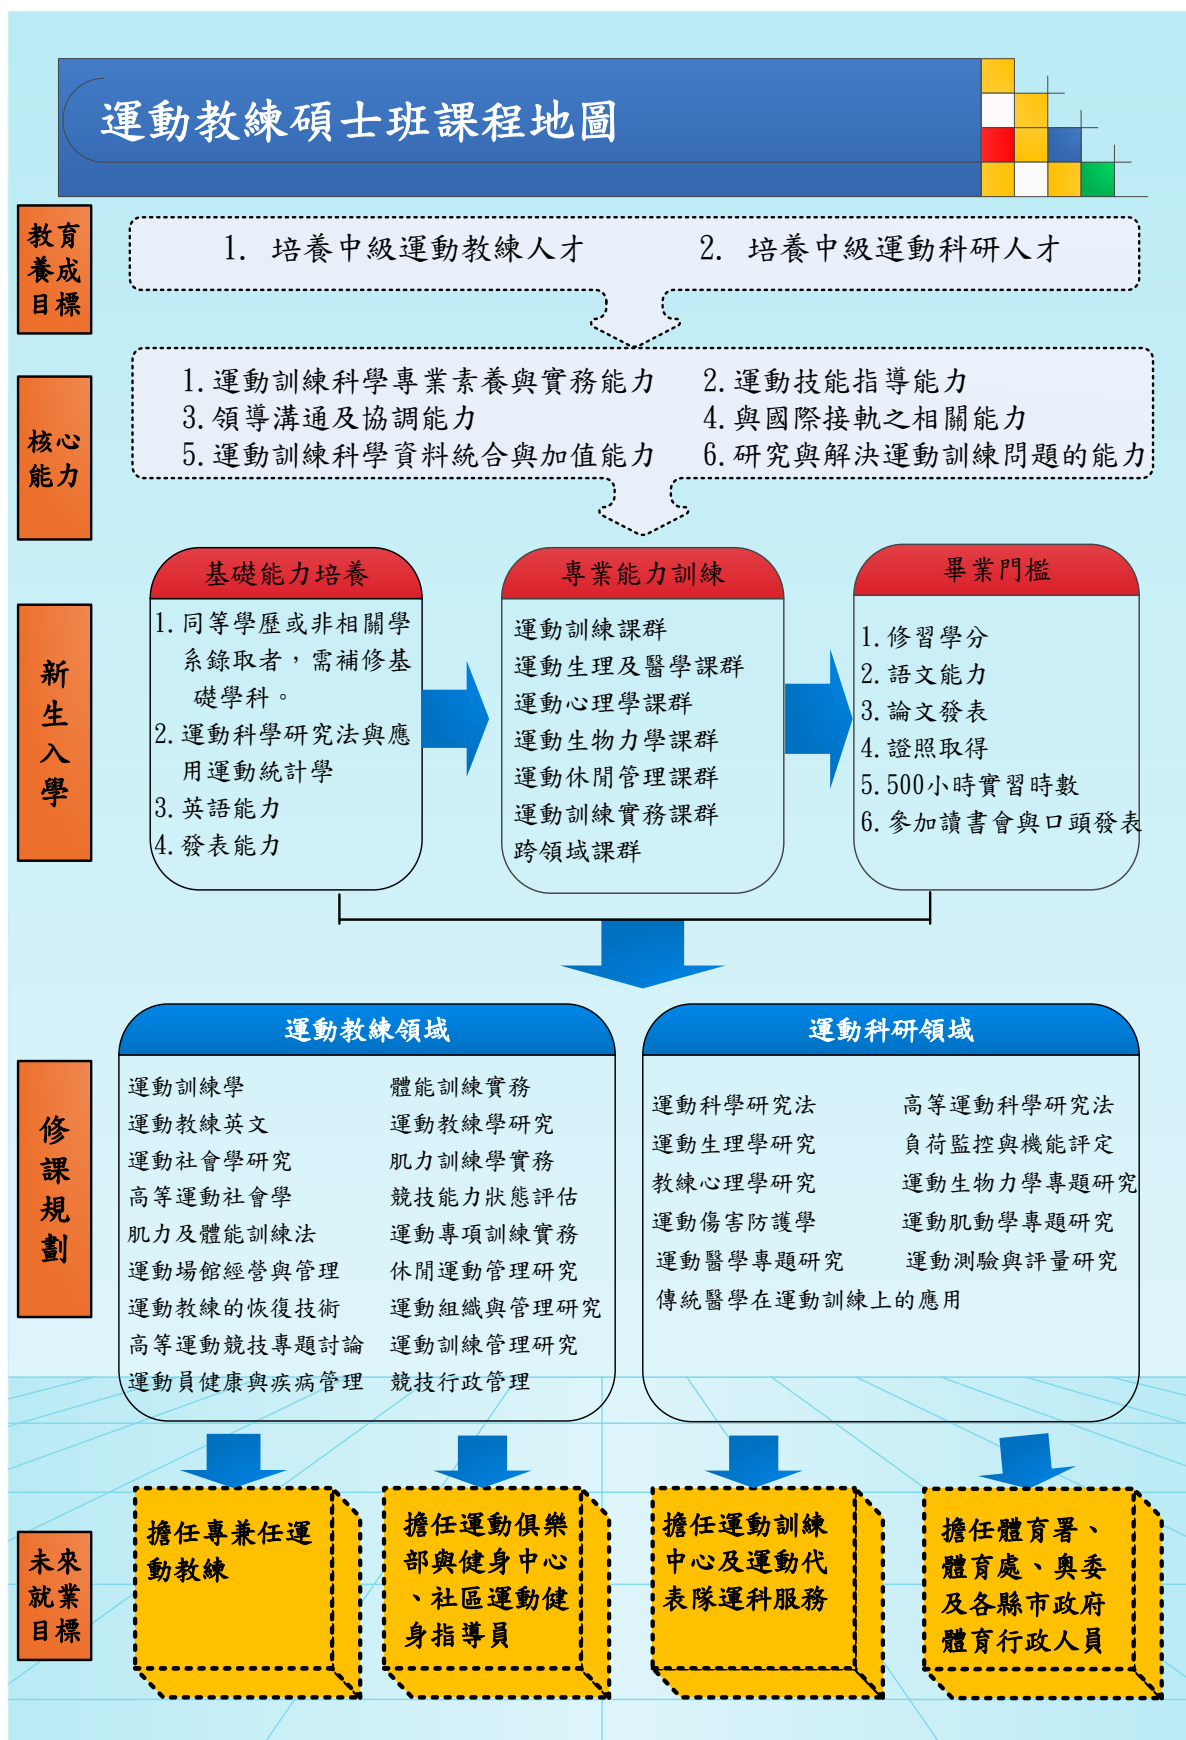 運動教練碩士班課程地圖
教育
養成
目標
1. 培養中級運動教練人才 2. 培養中級運動科研人才
核心
能力
1.運動訓練科學專業素養與實務能力 2.運動技能指導能力
3.領導溝通及協調能力 4.與國際接軌之相關能力
5.運動訓練科學資料統合與加值能力 6.研究與解決運動訓練問題的能力
新
生
入
學
基礎能力培養
1.同等學歷或非相關學
系錄取者，需補修基
礎學科。
2.運動科學研究法與應
用運動統計學
3.英語能力
4.發表能力
專業能力訓練
運動訓練課群
運動生理及醫學課群
運動心理學課群
運動生物力學課群
運動休閒管理課群
運動訓練實務課群
跨領域課群
畢業門檻
1.修習學分
2.語文能力
3.論文發表
4.證照取得
5.500小時實習時數
6.參加讀書會與口頭發表
修
課
規
劃
運動教練領域
運動訓練學 體能訓練實務
運動教練英文 運動教練學研究
運動社會學研究 肌力訓練學實務
高等運動社會學 競技能力狀態評估
肌力及體能訓練法 運動專項訓練實務
運動場館經營與管理 休閒運動管理研究
運動教練的恢復技術 運動組織與管理研究
高等運動競技專題討論 運動訓練管理研究
運動員健康與疾病管理 競技行政管理
運動科研領域
運動科學研究法 高等運動科學研究法
運動生理學研究 負荷監控與機能評定
教練心理學研究 運動生物力學專題研究
運動傷害防護學 運動肌動學專題研究
運動醫學專題研究 運動測驗與評量研究
傳統醫學在運動訓練上的應用
未來
就業
目標
擔任專兼任運
動教練
擔任運動俱樂
部與健身中心
、社區運動健
身指導員
擔任運動訓練
中心及運動代
表隊運科服務
擔任體育署、
體育處、奧委
及各縣市政府
體育行政人員